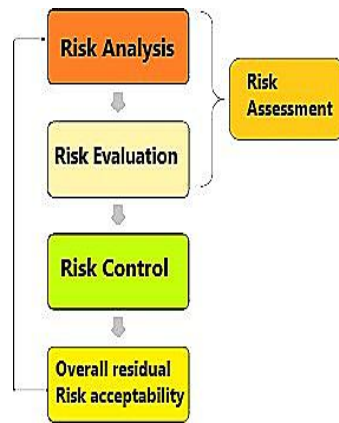 Risk Analysis
Risk
Assessment
Risk Evaluation
Risk Control
Overall residual
Risk acceptability